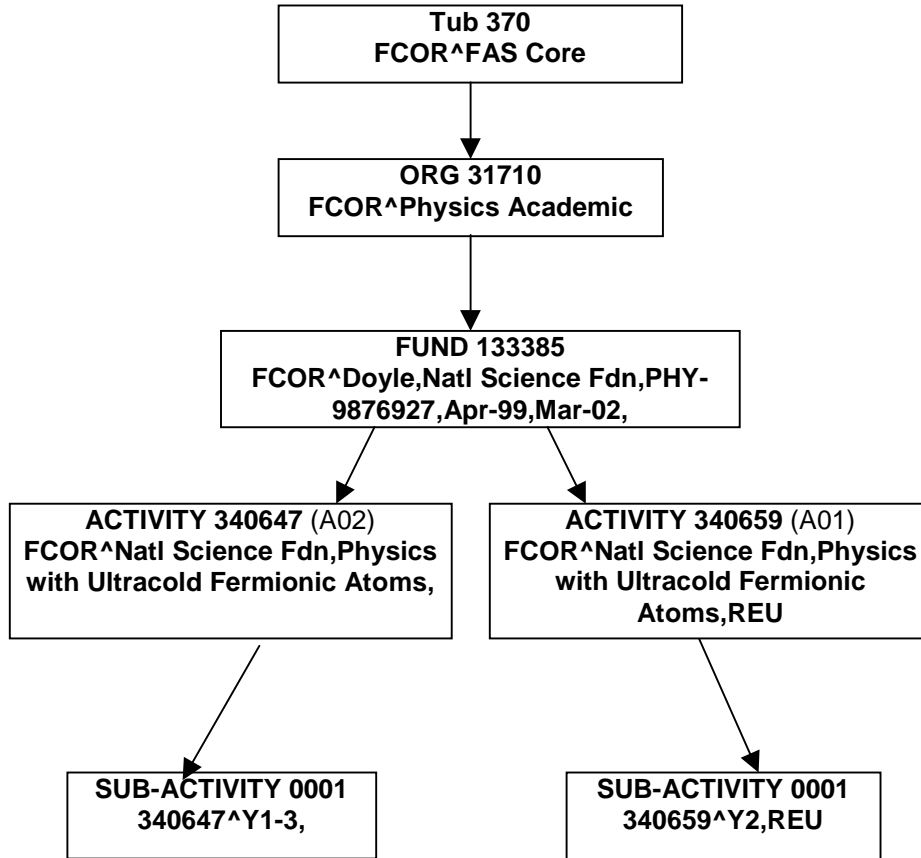 Tub 370
FCOR^FAS Core
ORG 31710
FCOR^Physics Academic
FUND 133385
FCOR^Doyle,Natl Science Fdn,PHY-
9876927,Apr-99,Mar-02,
ACTIVITY 340647 (A02)
FCOR^Natl Science Fdn,Physics
with Ultracold Fermionic Atoms,
ACTIVITY 340659 (A01)
FCOR^Natl Science Fdn,Physics
with Ultracold Fermionic
Atoms,REU
SUB-ACTIVITY 0001
340647^Y1-3,
SUB-ACTIVITY 0001
340659^Y2,REU